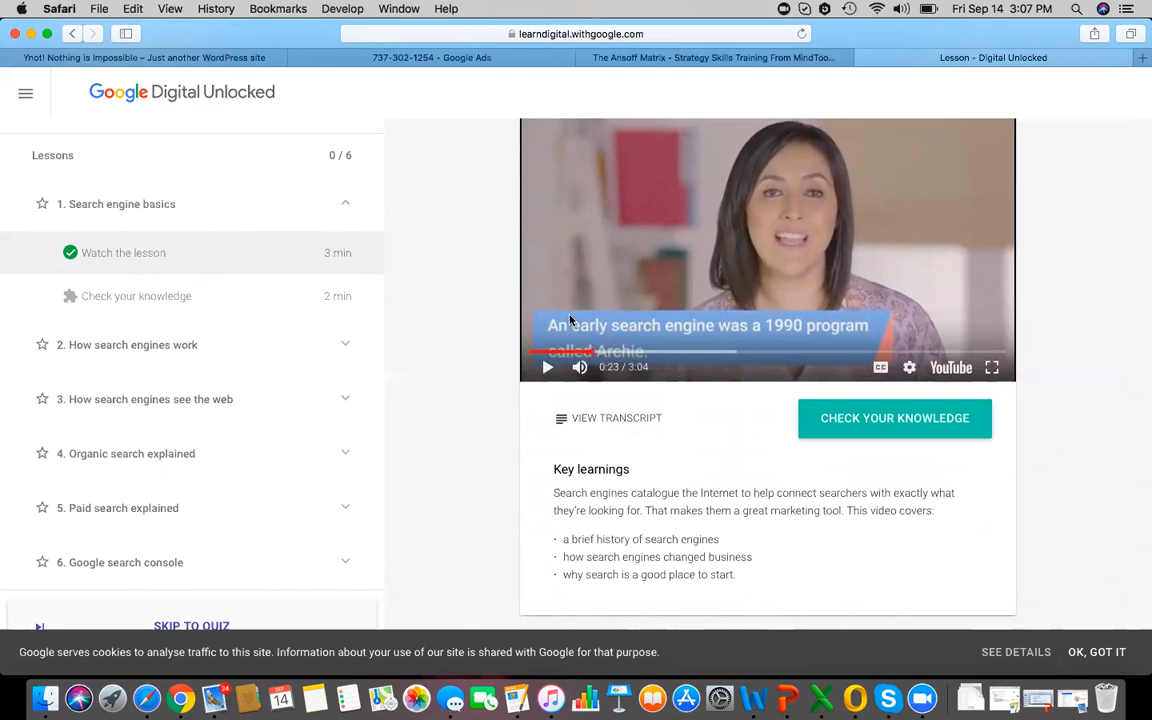 Safari File Edit View History Bookmarks Develop Window Help Fri Sep 14 3:07 PM
learndigital.withgoogle.com
Ynot! Nothing is Impossible – Just another WordPress site 737-302-1254 - Google Ads The Ansoff Matrix - Strategy Skills Training From MindToo... Lesson - Digital Unlocked
Google Digital Unlocked
Lessons 0 / 6
1. Search engine basics
Watch the lesson 3 min
Check your knowledge 2 min
2. How search engines work
3. How search engines see the web
4. Organic search explained
5. Paid search explained
6. Google search console
SKIP TO QUIZ
An early search engine was a 1990 program
called Archie.
0:23 / 3:04 CC YouTube
VIEW TRANSCRIPT CHECK YOUR KNOWLEDGE
Key learnings
Search engines catalogue the Internet to help connect searchers with exactly what
they're looking for. That makes them a great marketing tool. This video covers:
· a brief history of search engines
· how search engines changed business
· why search is a good place to start.
Google serves cookies to analyse traffic to this site. Information about your use of our site is shared with Google for that purpose. SEE DETAILS OK, GOT IT